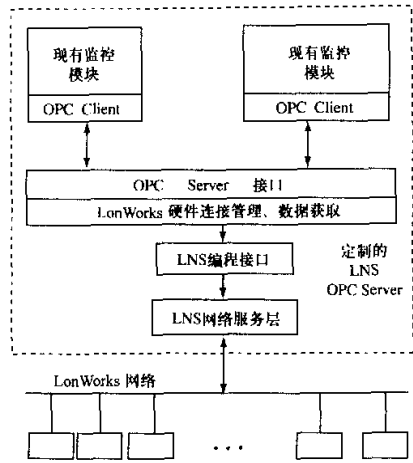 现有监控
模块
OPC Client
现有监控
模块
OPC Client
OPC Server 接口
LonWorks 硬件连接管理、数据获取
LNS编程接口
LNS网络服务层
定制的
LNS
OPC Server
LonWorks 网络
...